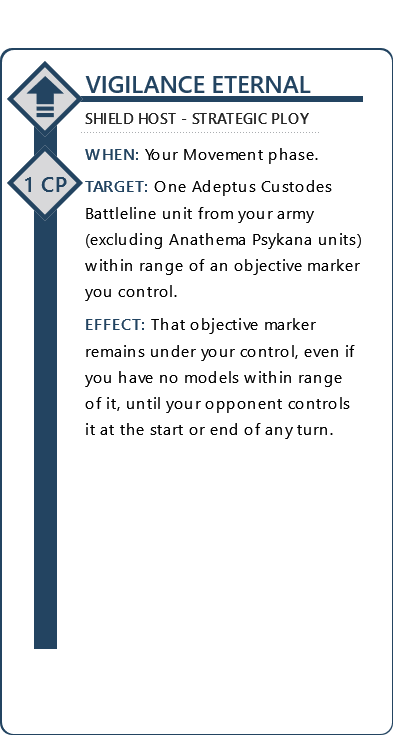 VIGILANCE ETERNAL
SHIELD HOST - STRATEGIC PLOY
1 CP
WHEN: Your Movement phase.
TARGET: One Adeptus Custodes
Battleline unit from your army
(excluding Anathema Psykana units)
within range of an objective marker
you control.
EFFECT: That objective marker
remains under your control, even if
you have no models within range
of it, until your opponent controls
it at the start or end of any turn.